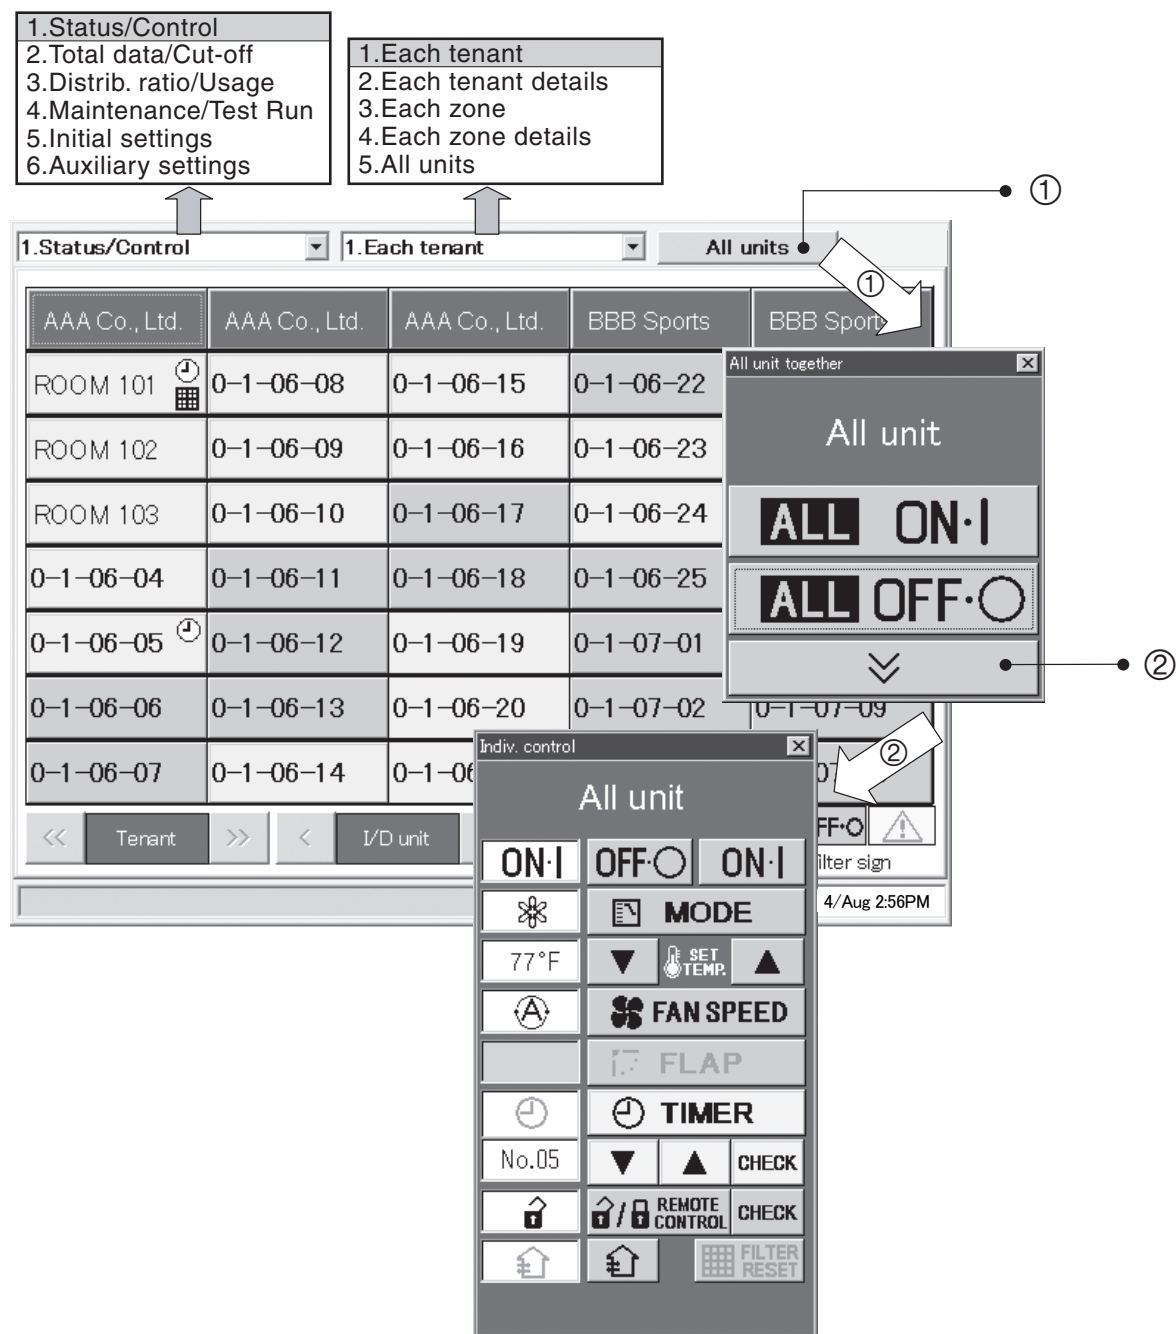 1.Status/Control
2.Total data/Cut-off
3.Distrib. ratio/Usage
4.Maintenance/Test Run
5.Initial settings
6.Auxiliary settings
1.Each tenant
2.Each tenant details
3.Each zone
4.Each zone details
5.All units
①
1.Status/Control 1.Each tenant All units
①
AAA Co., Ltd. AAA Co., Ltd. AAA Co., Ltd. BBB Sports BBB Sport
ROOM 101 0-1-06-08 0-1-06-15 0-1-06-22
ROOM 102 0-1-06-09 0-1-06-16 0-1-06-23
ROOM 103 0-1-06-10 0-1-06-17 0-1-06-24
0-1-06-04 0-1-06-11 0-1-06-18 0-1-06-25
0-1-06-05 0-1-06-12 0-1-06-19 0-1-07-01
0-1-06-06 0-1-06-13 0-1-06-20 0-1-07-02 0-1-07-09
0-1-06-07 0-1-06-14
All unit together
All unit
ALL ON·I
ALL OFF·O
②
②
<< Tenant >> < I/D unit
FF·O
ilter sign
4/Aug 2:56PM
Indiv. control
All unit
ON·I OFF·O ON·I
MODE
77°F ▼ SET TEMP. ▲
A FAN SPEED
FLAP
TIMER
No.05 ▼ ▲ CHECK
/ REMOTE CONTROL CHECK
FILTER RESET